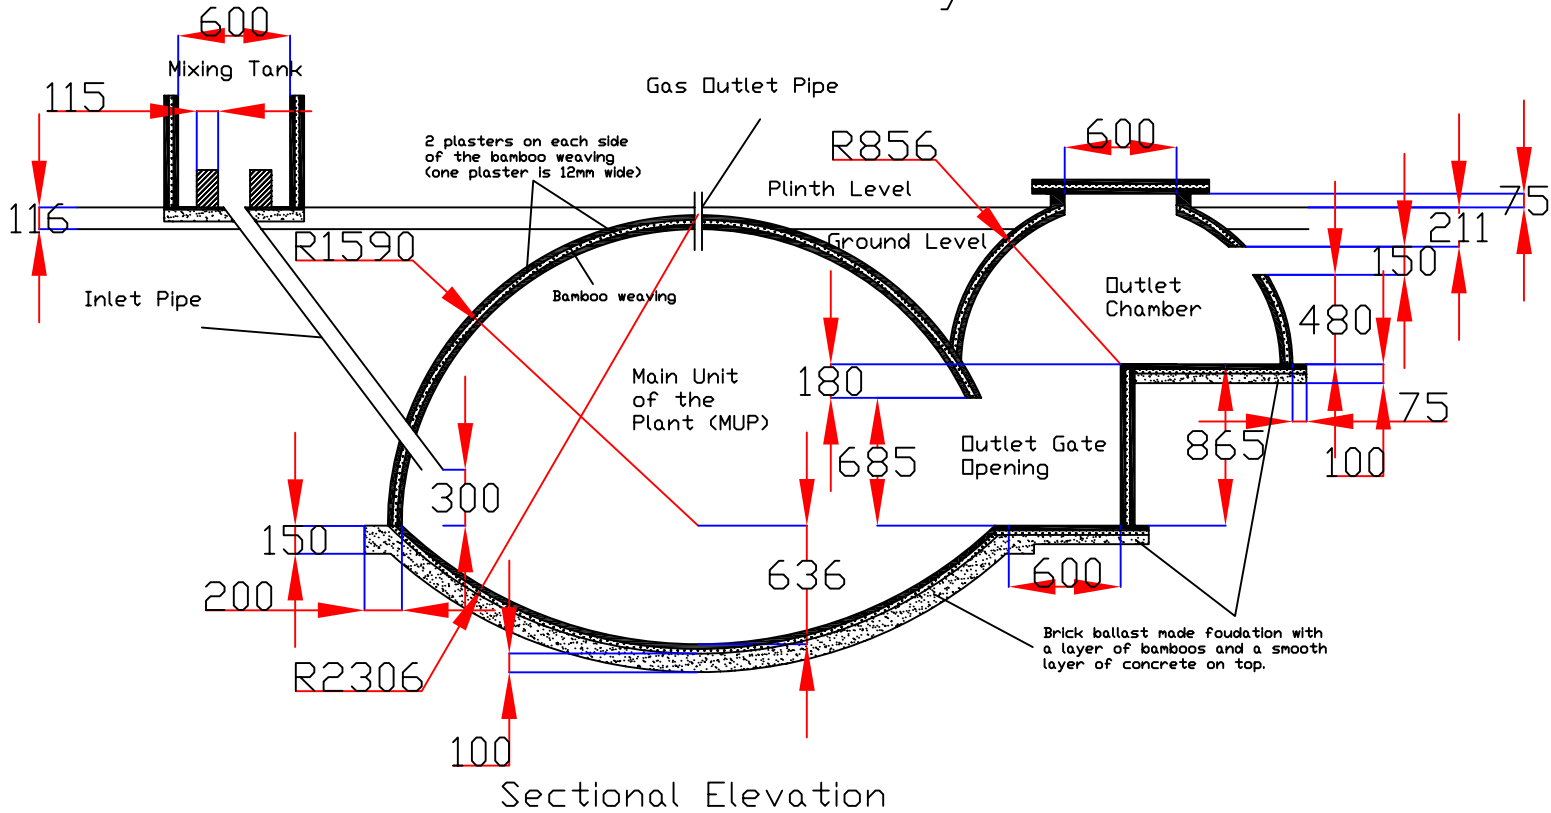 600
Mixing Tank
115
Gas Outlet Pipe
2 plasters on each side
of the bamboo weaving
(one plaster is 12mm wide)
R856
600
Plinth Level
75
116
211
R1590
Ground Level
150
Inlet Pipe
Bamboo weaving
Outlet
Chamber
480
180
Main Unit
of the
Plant (MUP)
75
Outlet Gate
Opening
865
685
100
300
150
636
600
200
Brick ballast made foudation with
a layer of bamboos and a smooth
layer of concrete on top.
R2306
100
Sectional Elevation